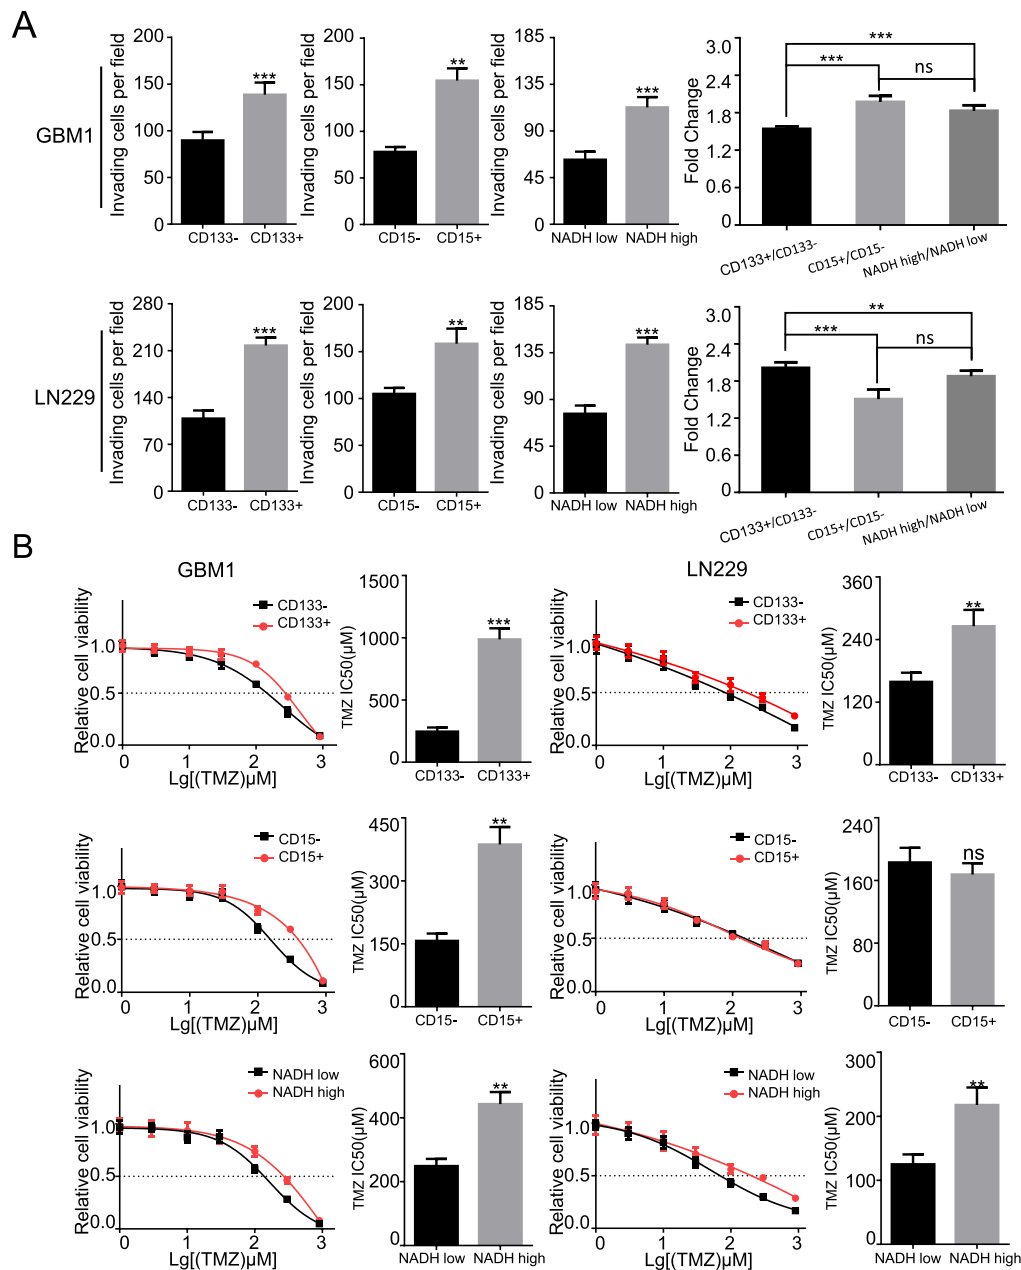 A
GBM1
Invading cells per field
200
150
100
50
0
***
CD133-
CD133+
Invading cells per field
200
150
100
50
0
**
CD15-
CD15+
Invading cells per field
185
135
90
45
0
***
NADH low
NADH high
Fold Change
3.0
2.4
1.8
1.2
0.6
0
***
***
ns
CD133+/CD133-
CD15+/CD15-
NADH high/NADH low
LN229
Invading cells per field
280
210
140
70
0
***
CD133-
CD133+
Invading cells per field
200
150
100
50
0
**
CD15-
CD15+
Invading cells per field
185
135
90
45
0
***
NADH low
NADH high
Fold Change
3.0
2.4
1.8
1.2
0.6
0
**
***
ns
CD133+/CD133-
CD15+/CD15-
NADH high/NADH low
B
GBM1
LN229
Relative cell viability
1.0
0.5
0.0
CD133-
CD133+
0 1 2 3
Lg[(TMZ)µM]
TMZ IC50(µM)
1500
1000
500
0
***
CD133-
CD133+
Relative cell viability
1.0
0.5
0.0
CD133-
CD133+
0 1 2 3
Lg[(TMZ)µM]
TMZ IC50(µM)
360
240
120
0
**
CD133-
CD133+
Relative cell viability
1.0
0.5
0.0
CD15-
CD15+
0 1 2 3
Lg[(TMZ)µM]
TMZ IC50(µM)
450
300
150
0
**
CD15-
CD15+
Relative cell viability
1.0
0.5
0.0
CD15-
CD15+
0 1 2 3
Lg[(TMZ)µM]
TMZ IC50(µM)
240
160
80
0
ns
CD15-
CD15+
Relative cell viability
1.0
0.5
0.0
NADH low
NADH high
0 1 2 3
Lg[(TMZ)µM]
TMZ IC50(µM)
600
400
200
0
**
NADH low
NADH high
Relative cell viability
1.0
0.5
0.0
NADH low
NADH high
0 1 2 3
Lg[(TMZ)µM]
TMZ IC50(µM)
300
200
100
0
**
NADH low
NADH high